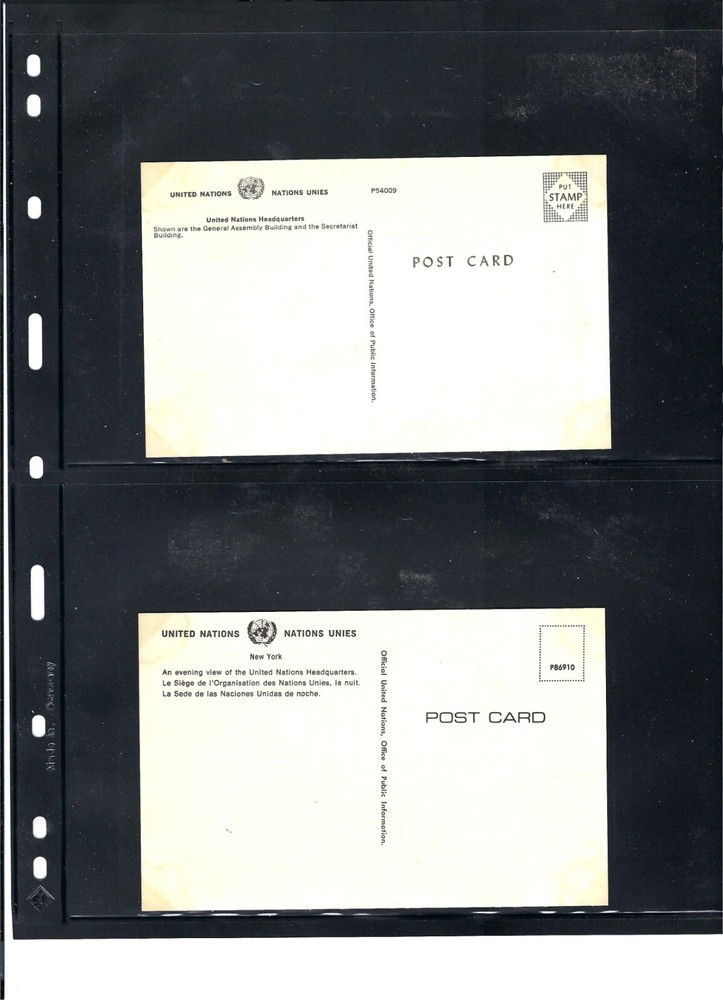 UNITED NATIONS NATIONS UNIES
P54009
PUT
STAMP
HERE
United Nations Headquarters
Shown are the General Assembly Building and the Secretariat
Building.
Official United Nations, Office of Public Information.
POST CARD
UNITED NATIONS NATIONS UNIES
New York
An evening view of the United Nations Headquarters.
Le Siège de l'Organisation des Nations Unies, la nuit.
La Sede de las Naciones Unidas de noche.
Official United Nations, Office of Public Information.
P86910
POST CARD
Made in Germany